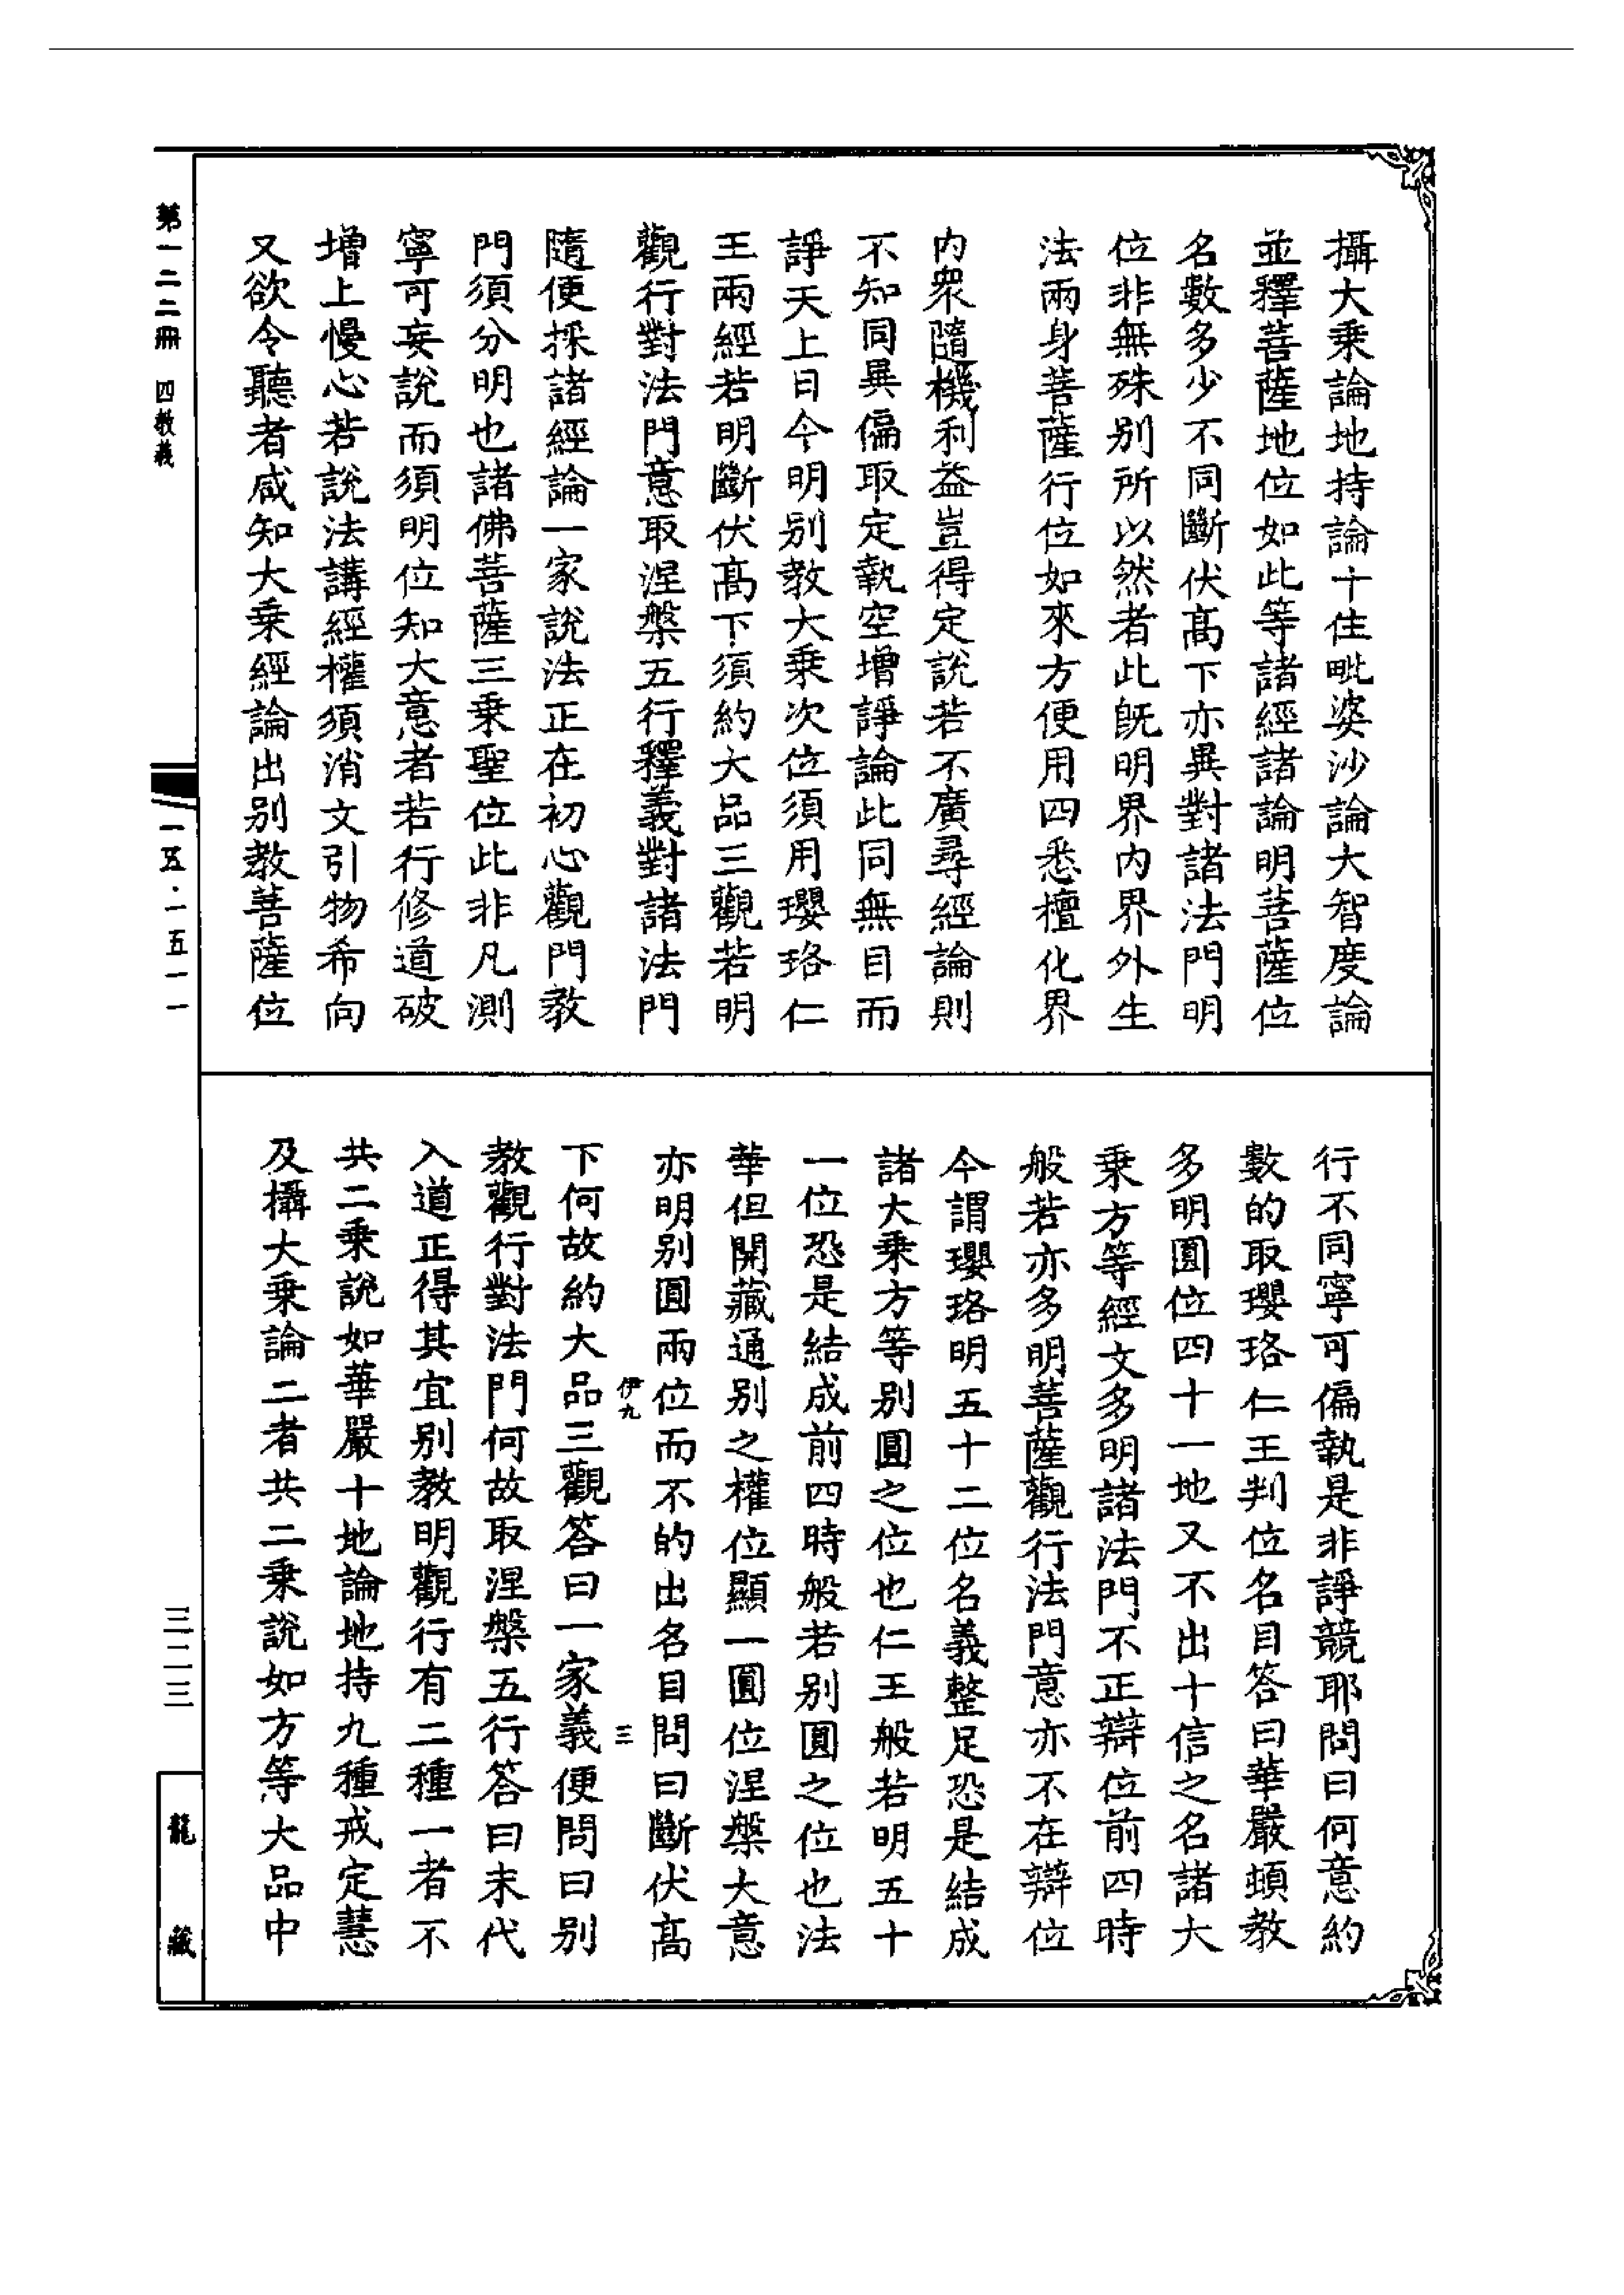 攝大乘論地持論十住毗婆沙論大智度論
並釋菩薩地位如此等諸經諸論明菩薩位
名數多少不同斷伏髙下亦異對諸法門明
位非無殊别所以然者此旣明界内界外生
法兩身菩薩行位如來方便用四悉檀化界
内衆隨機利益豈得定說若不廣尋經論則
不知同異偏取定執空增諍論此同無目而
諍天上日今明别教大乘次位須用瓔珞仁
王兩經若明斷伏髙下須約大品三觀若明
觀行對法門意取涅槃五行釋義對諸法門
隨便採諸經論一家說法正在初心觀門教
門須分明也諸佛菩薩三乘聖位此非凡測
寧可妄說而須明位知大意者若行修道破
增上慢心若說法講經權須消文引物希向
又欲令聽者咸知大乘經論出别教菩薩位
行不同寧可偏執是非諍競耶問曰何意約
數的取瓔珞仁王判位名目答曰華嚴頓教
多明圓位四十一地又不出十信之名諸大
乘方等經文多明諸法門不正辯位前四時
般若亦多明菩薩觀行法門意亦不在辯位
今謂瓔珞明五十二位名義整足恐是結成
諸大乘方等别圓之位也仁王般若明五十
一位恐是結成前四時般若别圓之位也法
華但開藏通别之權位顯一圓位涅槃大意
亦明别圓兩位而不的出名目問曰斷伏髙
伊九 三
下何故約大品三觀答曰一家義便問曰别
教觀行對法門何故取涅槃五行答曰末代
入道正得其宜别教明觀行有二種一者不
共二乘說如華嚴十地論地持九種戒定慧
及攝大乘論二者共二乘說如方等大品中
第一二二册 四教義
一五·一五一一
三二三
龍藏